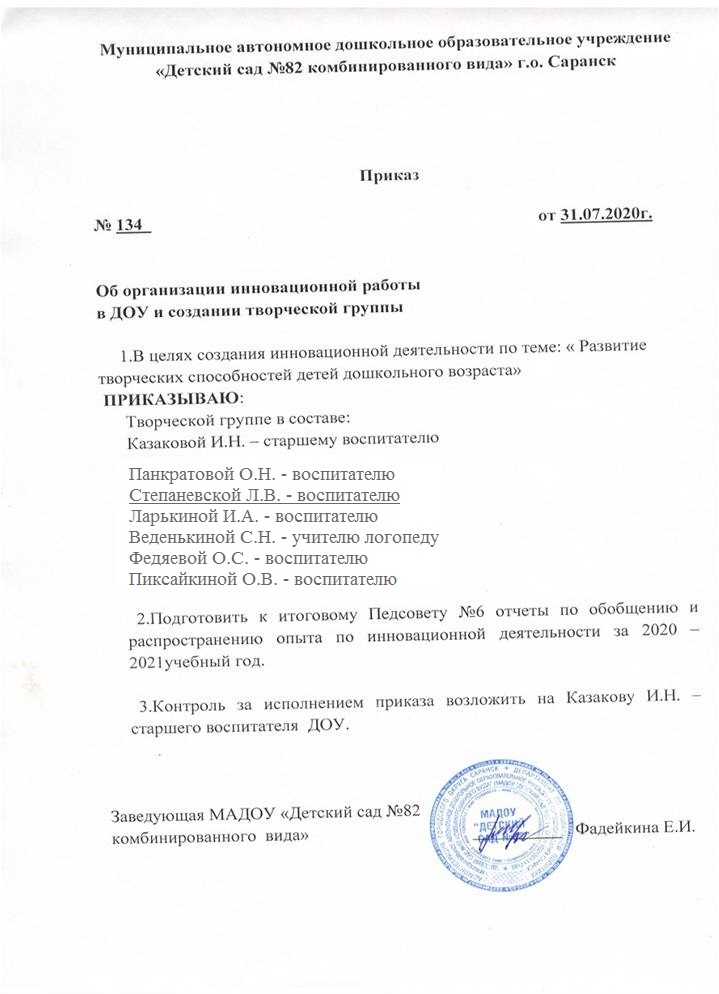 Муниципальное автономное дошкольное образовательное учреждение
«Детский сад №82 комбинированного вида» г.о. Саранск
Приказ
№ 134
от 31.07.2020г.
Об организации инновационной работы
в ДОУ и создании творческой группы
1.В целях создания инновационной деятельности по теме: « Развитие
творческих способностей детей дошкольного возраста»
ПРИКАЗЫВАЮ:
Творческой группе в составе:
Казаковой И.Н. – старшему воспитателю
Панкратовой О.Н. - воспитателю
Степаневской Л.В. - воспитателю
Ларькиной И.А. - воспитателю
Веденькиной С.Н. - учителю логопеду
Федяевой О.С. - воспитателю
Пиксайкиной О.В. - воспитателю
2.Подготовить к итоговому Педсовету №6 отчеты по обобщению и
распространению опыта по инновационной деятельности за 2020 –
2021учебный год.
3.Контроль за исполнением приказа возложить на Казакову И.Н. –
старшего воспитателя ДОУ.
Заведующая МАДОУ «Детский сад №82
комбинированного вида»
Фадейкина Е.И.
МАДОУ
"ДЕТСКИЙ
САД